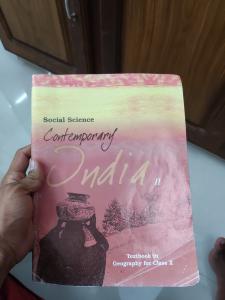 Social Science
Contemporary
India
II
Textbook in
Geography for Class X